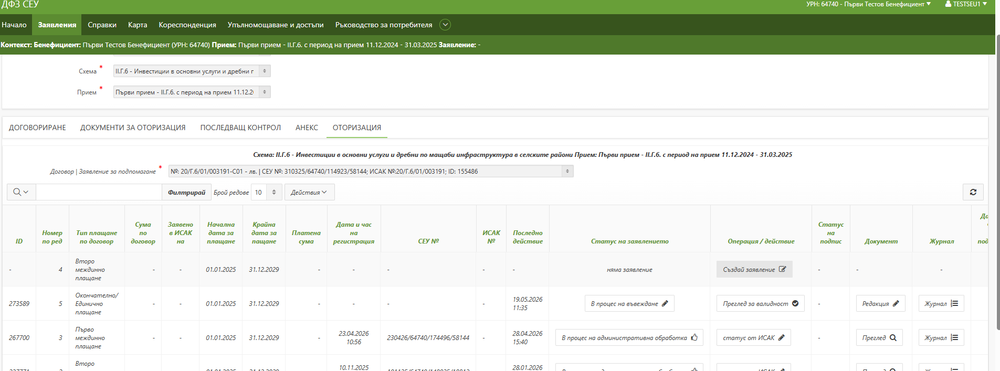 ДФЗ СЕУ
УРН: 64740 - Първи Тестов Бенефициент TESTSEU1
Начало Заявления Справки Карта Кореспонденция Упълномощаване и достъпи Ръководство за потребителя
Контекст: Бенефициент: Първи Тестов Бенефициент (УРН: 64740) Прием: Първи прием - II.Г.6. с период на прием 11.12.2024 - 31.03.2025 Заявление: -
Схема * II.Г.6 - Инвестиции в основни услуги и дребни г
Прием * Първи прием - II.Г.6. с период на прием 11.12.2(
ДОГОВОРИРАНЕ ДОКУМЕНТИ ЗА ОТОРИЗАЦИЯ ПОСЛЕДВАЩ КОНТРОЛ АНЕКС ОТОРИЗАЦИЯ
Схема: II.Г.6 - Инвестиции в основни услуги и дребни по мащаби инфраструктура в селските райони Прием: Първи прием - II.Г.6. с период на прием 11.12.2024 - 31.03.2025
Договор | Заявление за подпомагане * №: 20/Г.6/01/003191-С01 - лв. | СЕУ №: 310325/64740/114923/58144; ИСАК №:20/Г.6/01/003191; ID: 155486
Филтрирай Брой редове 10 Действия
ID
Номер
по ред
Тип плащане
по договор
Сума
по
договор
Заявено
в ИСАК
на
Начална
дата за
плащане
Крайна
дата за
пащане
Платена
сума
Дата и час
на
регистрация
СЕУ №
ИСАК
№
Последно
действие
Статус на заявлението
Операция / действие
Статус
на
подпис
Документ
Журнал
Да
под
-
4
Второ
междинно
плащане
- - 01.01.2025 31.12.2029 - - - - - няма заявление Създай заявление - - -
273589
5
Окончателно/
Единично
плащане
- - 01.01.2025 31.12.2029 - - - -
19.05.2026
11:35
В процес на въвеждане Преглед за валидност - Редакция Журнал
267700
3
Първо
междинно
плащане
- - 01.01.2025 31.12.2029 -
23.04.2026
10:56
230426/64740/174496/58144 -
28.04.2026
15:40
В процес на административна обработка статус от ИСАК - Преглед Журнал
Второ
10.11.2025
28.01.2026